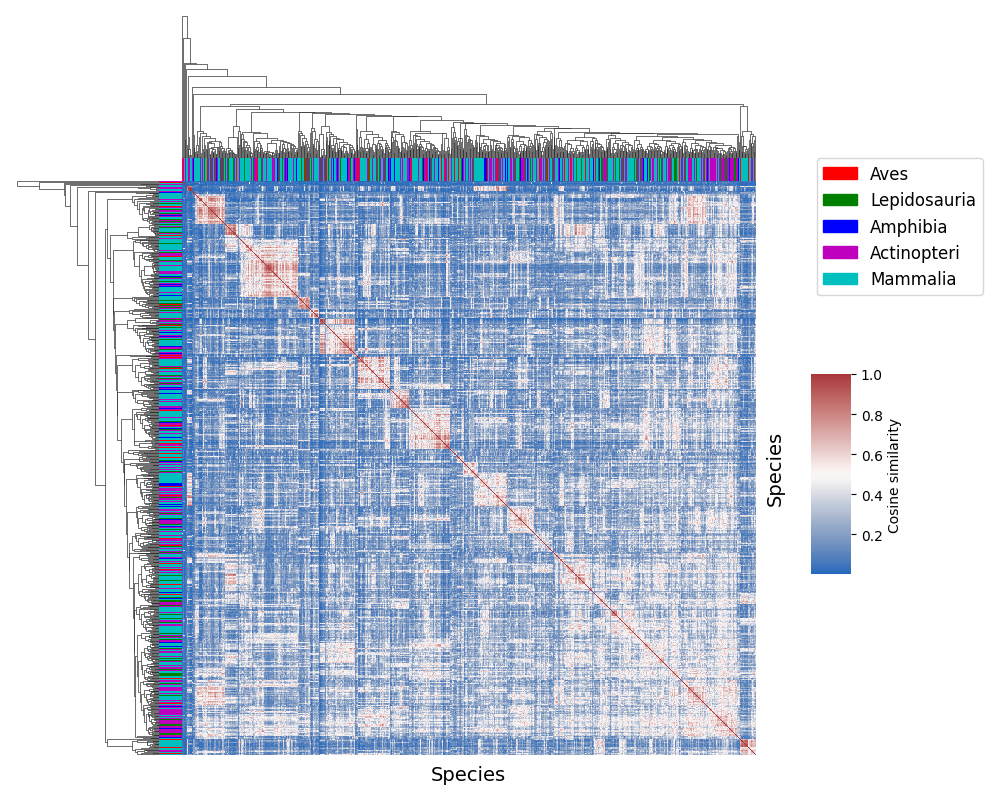 Aves
Lepidosauria
Amphibia
Actinopteri
Mammalia
1.0
0.8
0.6
0.4
0.2
Cosine similarity
Species
Species